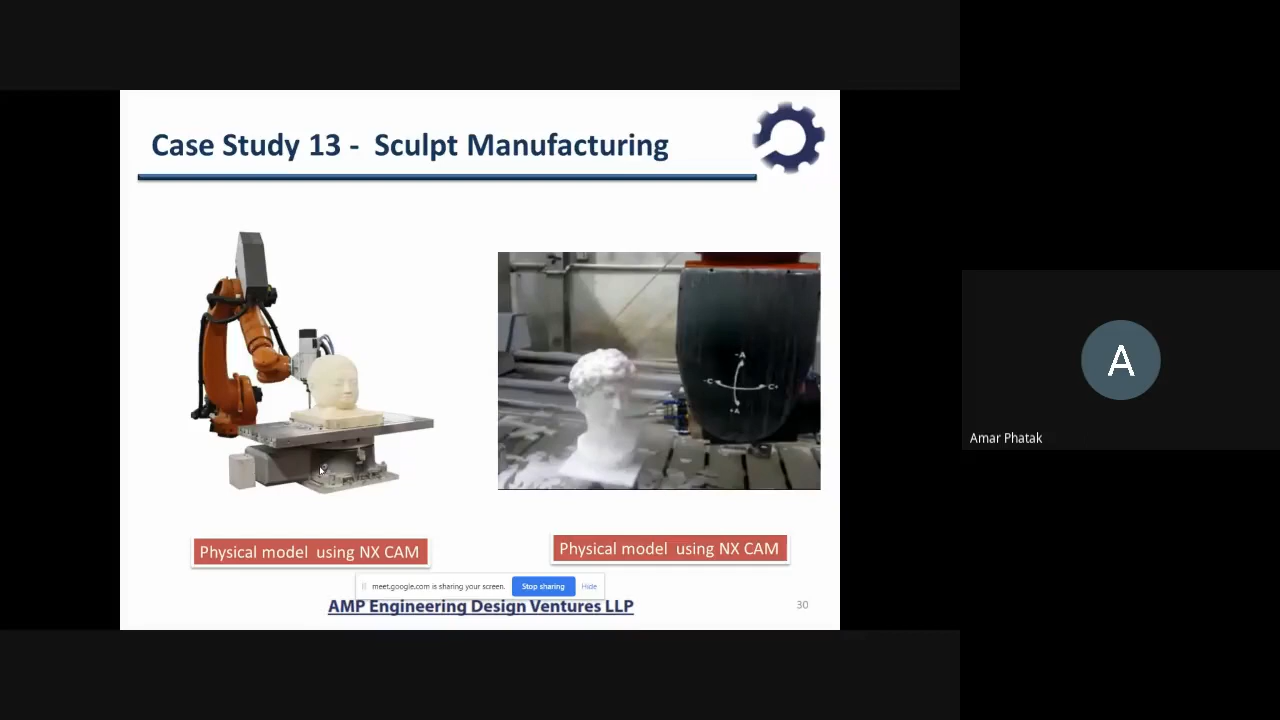 Case Study 13 - Sculpt Manufacturing
-A
-C
C+
+A
Physical model using NX CAM
Physical model using NX CAM
meet.google.com is sharing your screen.
Stop sharing
Hide
AMP Engineering Design Ventures LLP
30
A
Amar Phatak